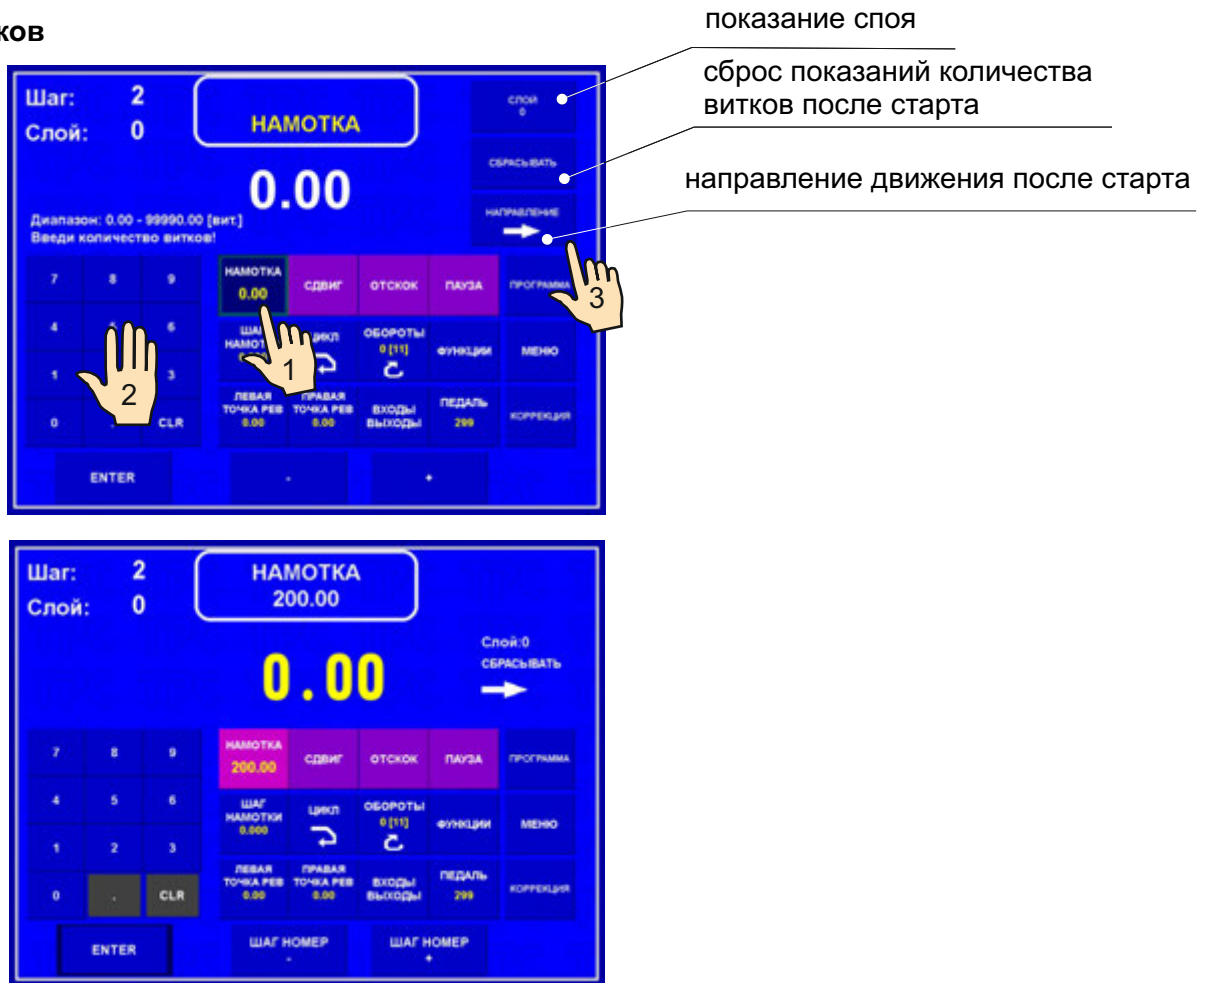 ков
показание споя
сброс показаний количества
витков после старта
направление движения после старта
Шаг: 2
Слой: 0
НАМОТКА
СЛОЙ
0
СБРАСЫВАТЬ
0.00
НАПРАВЛЕНИЕ
Диапазон: 0.00 - 99990.00 [вит.]
Введи количество витков!
7 8 9
НАМОТКА
0.00
СДВИГ ОТСКОК ПАУЗА ПРОГРАММА
3
4 6
ЦИКЛ
ОБОРОТЫ
0 [11]
ФУНКЦИИ МЕНЮ
1 3
1
2
ЛЕВАЯ
ТОЧКА РЕВ
0.00
ПРАВАЯ
ТОЧКА РЕВ
0.00
ВХОДЫ
ВЫХОДЫ
ПЕДАЛЬ
299
КОРРЕКЦИЯ
0 . CLR
ENTER - +
Шаг: 2
Слой: 0
НАМОТКА
200.00
0.00
Слой:0
СБРАСЫВАТЬ
7 8 9
НАМОТКА
200.00
СДВИГ ОТСКОК ПАУЗА ПРОГРАММА
4 5 6
ШАГ
НАМОТКИ
0.000
ЦИКЛ
ОБОРОТЫ
0 [11]
ФУНКЦИИ МЕНЮ
1 2 3
ЛЕВАЯ
ТОЧКА РЕВ
0.00
ПРАВАЯ
ТОЧКА РЕВ
0.00
ВХОДЫ
ВЫХОДЫ
ПЕДАЛЬ
299
КОРРЕКЦИЯ
0 . CLR
ENTER
ШАГ НОМЕР
-
ШАГ НОМЕР
+